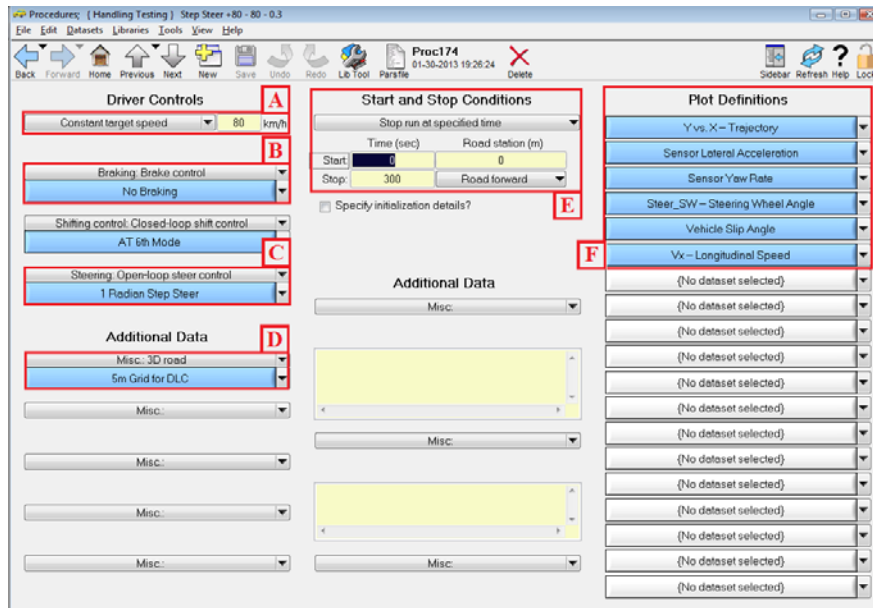 Procedures; { Handling Testing } Step Steer +80 - 80 - 0.3
File Edit Datasets Libraries Tools View Help
Back Forward Home Previous Next New Save Undo Redo Lib Tool Parsfile Proc174 01-30-2013 19:26:24 Delete Sidebar Refresh Help Lock
Driver Controls
A
Constant target speed 80 km/h
B
Braking: Brake control
No Braking
Shifting control: Closed-loop shift control
AT 6th Mode
C
Steering: Open-loop steer control
1 Radian Step Steer
Additional Data
D
Misc.: 3D road
5m Grid for DLC
Misc.:
Misc.:
Misc.:
Misc.:
Start and Stop Conditions
Stop run at specified time
Time (sec) Road station (m)
Start: 0 0
Stop: 300 Road forward
E
Specify initialization details?
Additional Data
Misc:
Misc:
Misc:
Plot Definitions
Y vs. X – Trajectory
Sensor Lateral Acceleration
Sensor Yaw Rate
Steer_SW – Steering Wheel Angle
Vehicle Slip Angle
F
Vx – Longitudinal Speed
{No dataset selected}
{No dataset selected}
{No dataset selected}
{No dataset selected}
{No dataset selected}
{No dataset selected}
{No dataset selected}
{No dataset selected}
{No dataset selected}
{No dataset selected}
{No dataset selected}
{No dataset selected}
{No dataset selected}